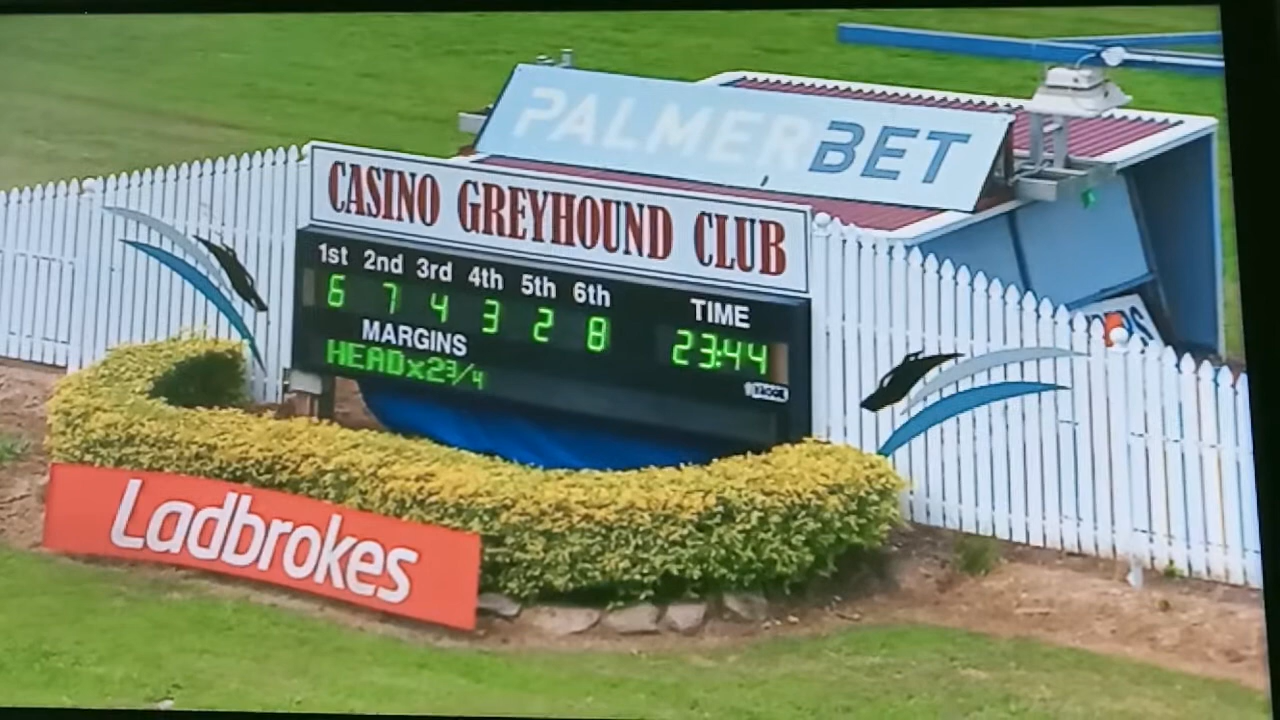 PALMERBET
CASINO GREYHOUND CLUB
1st 2nd 3rd 4th 5th 6th TIME
6 7 4 3 2 8 23:44
MARGINS
HEADx2¾
Ladbrokes